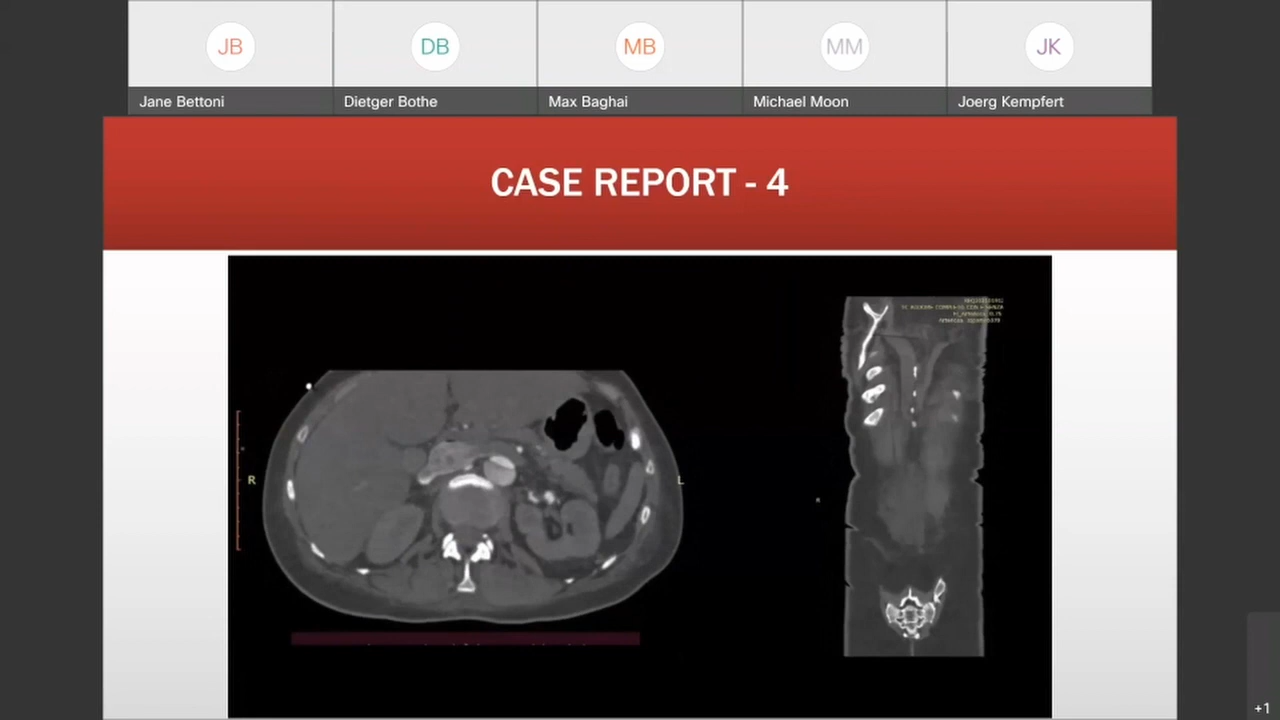 JB
DB
MB
MM
JK
Jane Bettoni
Dietger Bothe
Max Baghai
Michael Moon
Joerg Kempfert
CASE REPORT - 4
R
L
+1